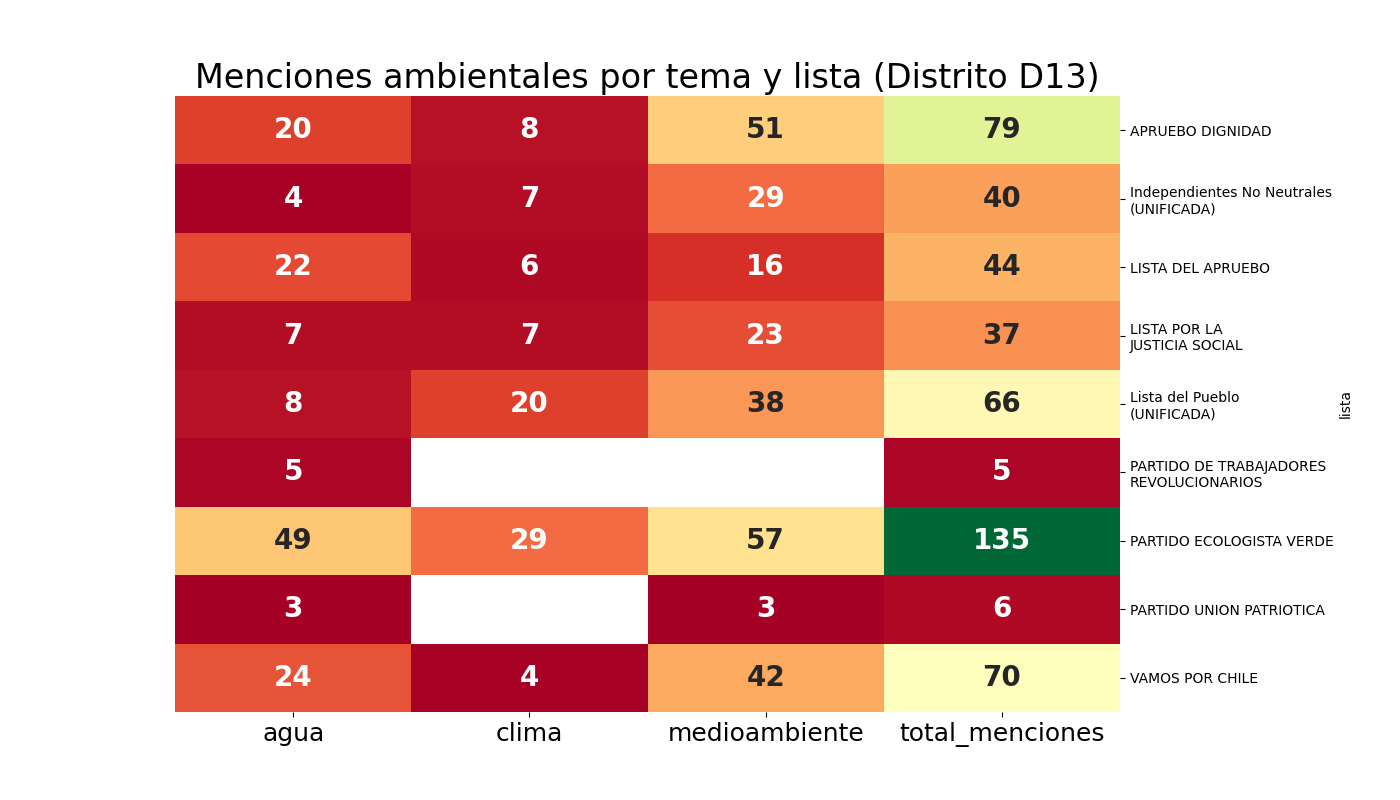 Menciones ambientales por tema y lista (Distrito D13)
20 8 51 79 APRUEBO DIGNIDAD
4 7 29 40 Independientes No Neutrales
(UNIFICADA)
22 6 16 44 LISTA DEL APRUEBO
7 7 23 37 LISTA POR LA
JUSTICIA SOCIAL
8 20 38 66 Lista del Pueblo
(UNIFICADA)
lista
5 5 PARTIDO DE TRABAJADORES
REVOLUCIONARIOS
49 29 57 135 PARTIDO ECOLOGISTA VERDE
3 3 6 PARTIDO UNION PATRIOTICA
24 4 42 70 VAMOS POR CHILE
agua clima medioambiente total_menciones